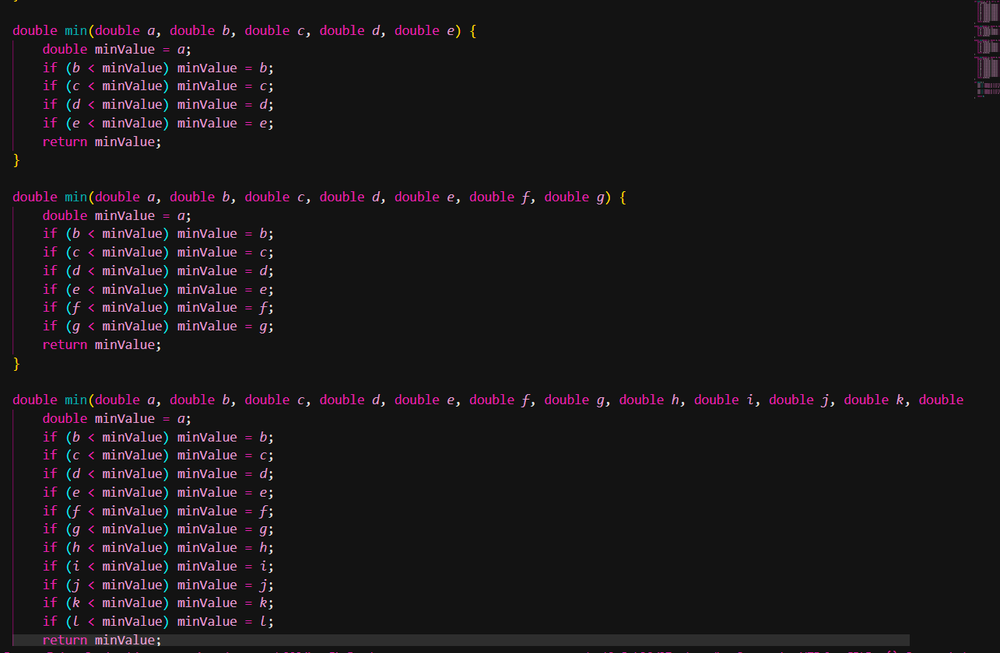 double min(double a, double b, double c, double d, double e) {
    double minValue = a;
    if (b < minValue) minValue = b;
    if (c < minValue) minValue = c;
    if (d < minValue) minValue = d;
    if (e < minValue) minValue = e;
    return minValue;
}
double min(double a, double b, double c, double d, double e, double f, double g) {
    double minValue = a;
    if (b < minValue) minValue = b;
    if (c < minValue) minValue = c;
    if (d < minValue) minValue = d;
    if (e < minValue) minValue = e;
    if (f < minValue) minValue = f;
    if (g < minValue) minValue = g;
    return minValue;
}
double min(double a, double b, double c, double d, double e, double f, double g, double h, double i, double j, double k, double
    double minValue = a;
    if (b < minValue) minValue = b;
    if (c < minValue) minValue = c;
    if (d < minValue) minValue = d;
    if (e < minValue) minValue = e;
    if (f < minValue) minValue = f;
    if (g < minValue) minValue = g;
    if (h < minValue) minValue = h;
    if (i < minValue) minValue = i;
    if (j < minValue) minValue = j;
    if (k < minValue) minValue = k;
    if (l < minValue) minValue = l;
    return minValue;